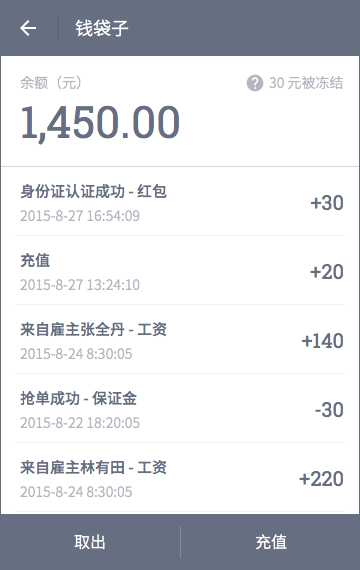 钱袋子
余额（元）
? 30 元被冻结
1,450.00
身份证认证成功 - 红包
2015-8-27 16:54:09
+30
充值
2015-8-27 13:24:10
+20
来自雇主张全丹 - 工资
2015-8-24 8:30:05
+140
抢单成功 - 保证金
2015-8-22 18:20:05
-30
来自雇主林有田 - 工资
2015-8-24 8:30:05
+220
取出
充值